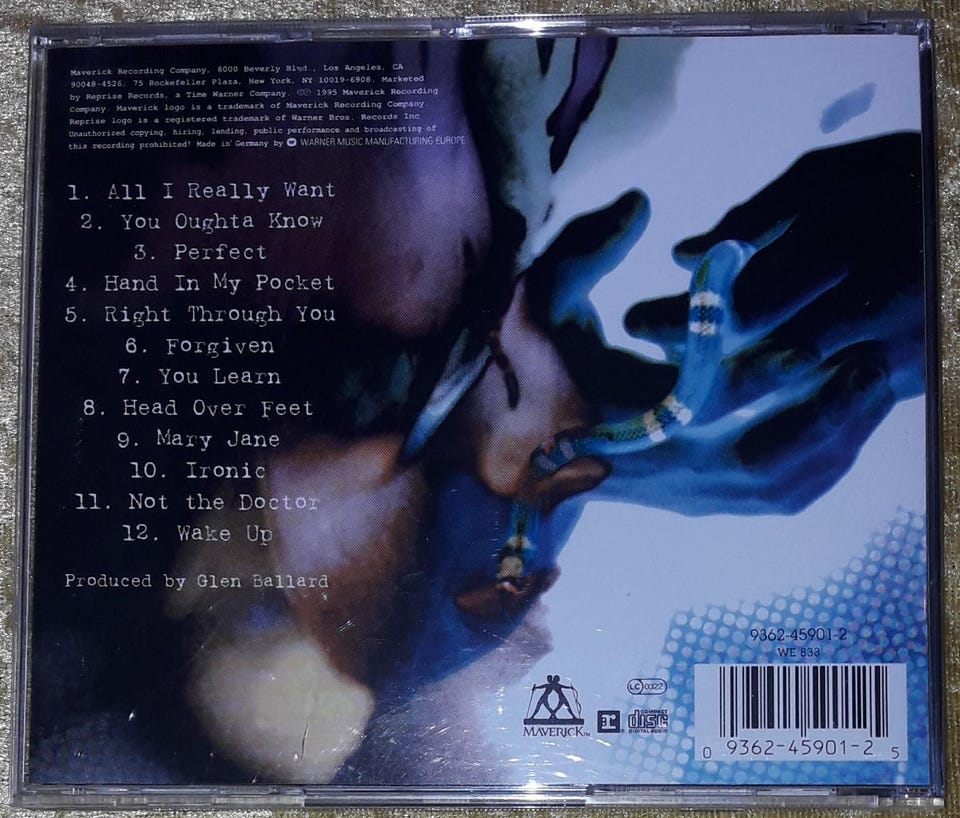 Maverick Recording Company, 8000 Beverly Blvd., Los Angeles, CA
90048-4526; 75 Rockefeller Plaza, New York, NY 10019-6908. Marketed
by Reprise Records, a Time Warner Company. ℗© 1995 Maverick Recording
Company. Maverick logo is a trademark of Maverick Recording Company.
Reprise logo is a registered trademark of Warner Bros. Records Inc
Unauthorized copying, hiring, lending, public performance and broadcasting of
this recording prohibited! Made in Germany by WARNER MUSIC MANUFACTURING EUROPE
1. All I Really Want
2. You Oughta Know
3. Perfect
4. Hand In My Pocket
5. Right Through You
6. Forgiven
7. You Learn
8. Head Over Feet
9. Mary Jane
10. Ironic
11. Not the Doctor
12. Wake Up
Produced by Glen Ballard
9362-45901-2
WE 833
MAVERICK™
R
LC 0322
COMPACT
disc
DIGITAL AUDIO
0 9362-45901-2 5